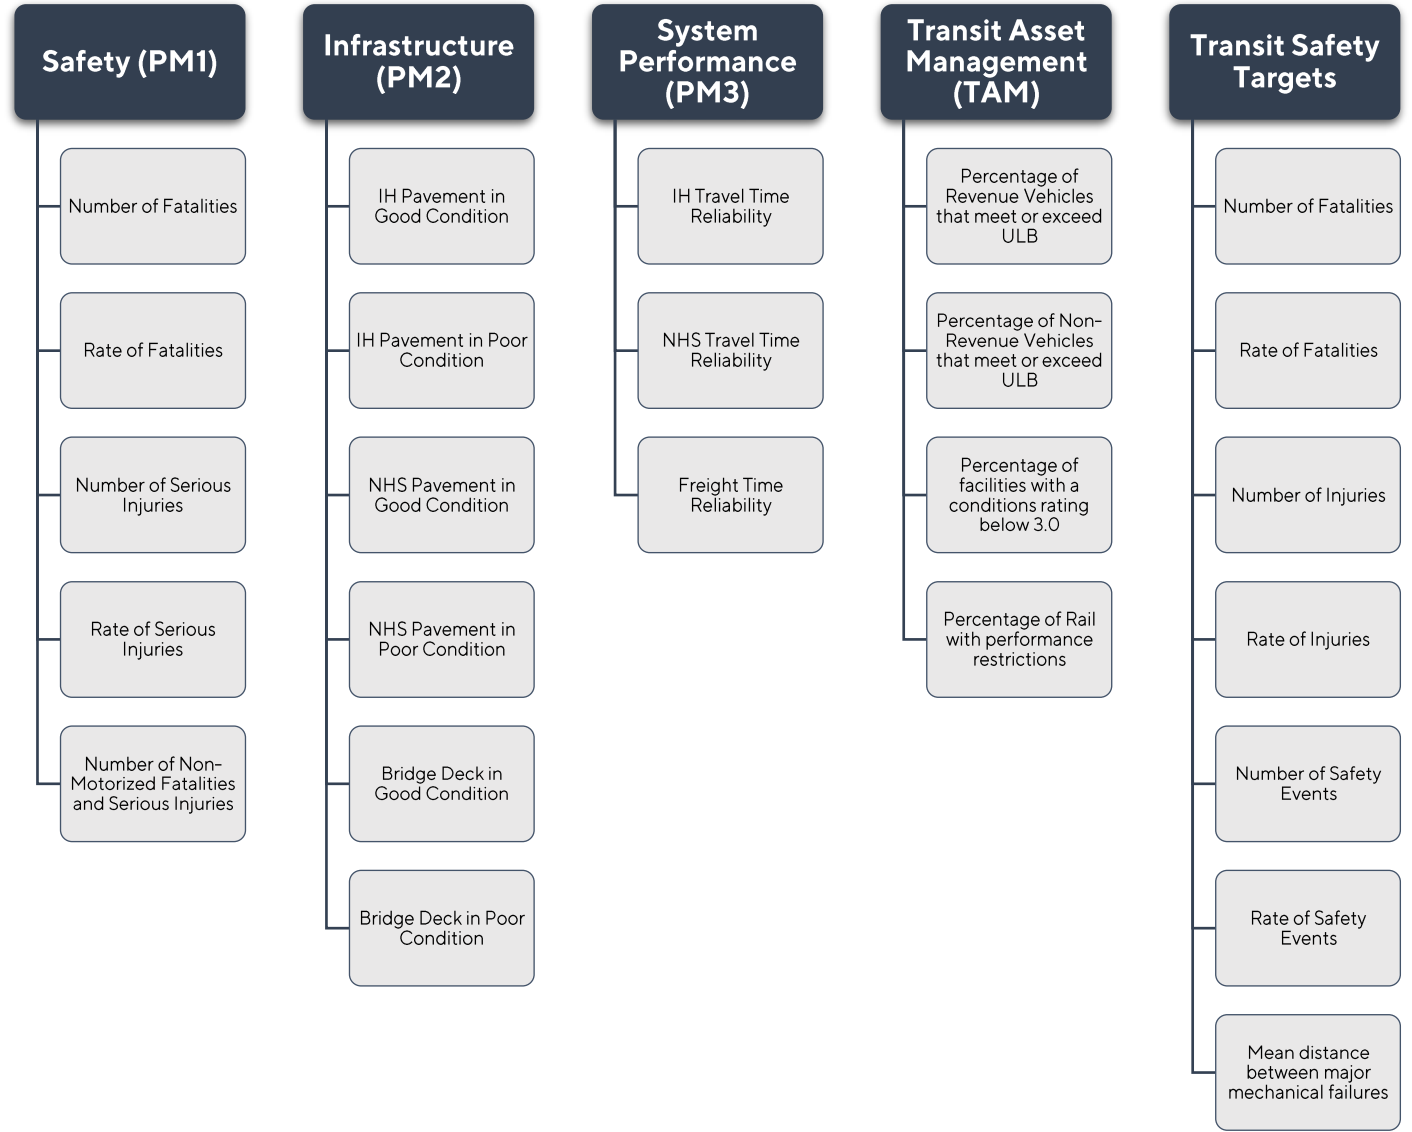 Safety (PM1)
Number of Fatalities
Rate of Fatalities
Number of Serious
Injuries
Rate of Serious
Injuries
Number of Non-
Motorized Fatalities
and Serious Injuries
Infrastructure
(PM2)
IH Pavement in
Good Condition
IH Pavement in Poor
Condition
NHS Pavement in
Good Condition
NHS Pavement in
Poor Condition
Bridge Deck in
Good Condition
Bridge Deck in Poor
Condition
System
Performance
(PM3)
IH Travel Time
Reliability
NHS Travel Time
Reliability
Freight Time
Reliability
Transit Asset
Management
(TAM)
Percentage of
Revenue Vehicles
that meet or exceed
ULB
Percentage of Non-
Revenue Vehicles
that meet or exceed
ULB
Percentage of
facilities with a
conditions rating
below 3.0
Percentage of Rail
with performance
restrictions
Transit Safety
Targets
Number of Fatalities
Rate of Fatalities
Number of Injuries
Rate of Injuries
Number of Safety
Events
Rate of Safety
Events
Mean distance
between major
mechanical failures